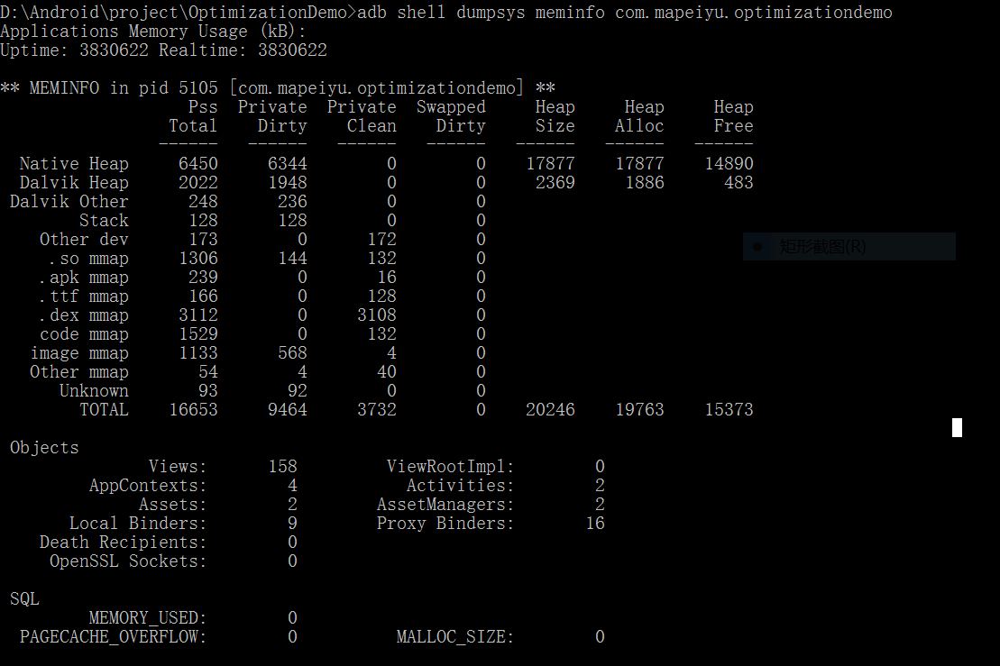 D:\Android\project\OptimizationDemo>adb shell dumpsys meminfo com.mapeiyu.optimizationdemo
Applications Memory Usage (kB):
Uptime: 3830622 Realtime: 3830622
** MEMINFO in pid 5105 [com.mapeiyu.optimizationdemo] **
Pss Private Private Swapped Heap Heap Heap
Total Dirty Clean Dirty Size Alloc Free
------ ------ ------ ------ ------ ------ ------
Native Heap 6450 6344 0 0 17877 17877 14890
Dalvik Heap 2022 1948 0 0 2369 1886 483
Dalvik Other 248 236 0 0
Stack 128 128 0 0
Other dev 173 0 172 0
矩形截图(R)
.so mmap 1306 144 132 0
.apk mmap 239 0 16 0
.ttf mmap 166 0 128 0
.dex mmap 3112 0 3108 0
code mmap 1529 0 132 0
image mmap 1133 568 4 0
Other mmap 54 4 40 0
Unknown 93 92 0 0
TOTAL 16653 9464 3732 0 20246 19763 15373
Objects
Views: 158 ViewRootImpl: 0
AppContexts: 4 Activities: 2
Assets: 2 AssetManagers: 2
Local Binders: 9 Proxy Binders: 16
Death Recipients: 0
OpenSSL Sockets: 0
SQL
MEMORY_USED: 0
PAGECACHE_OVERFLOW: 0 MALLOC_SIZE: 0